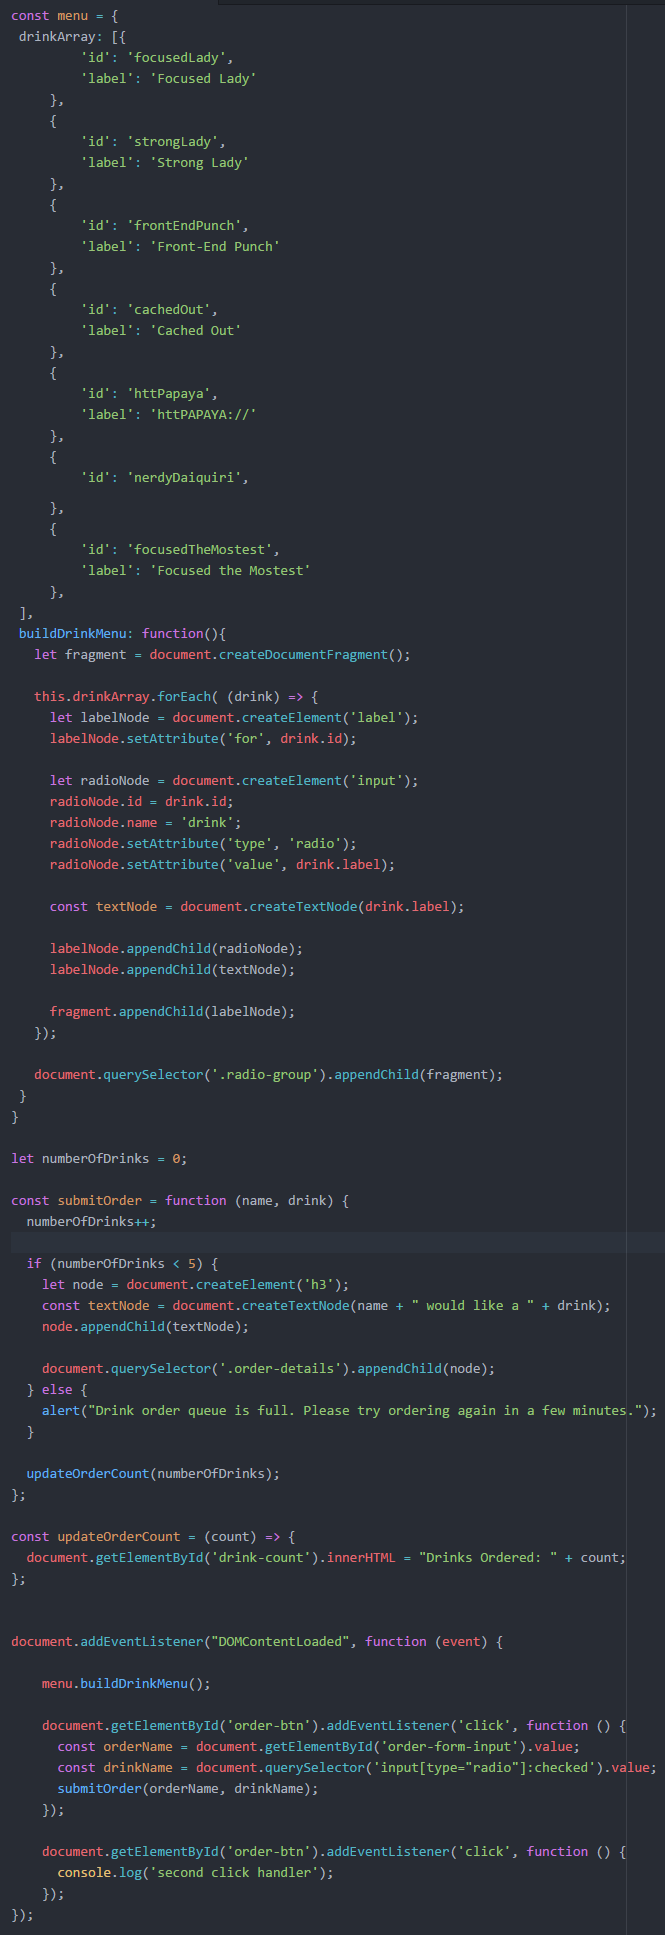 const menu = {
 drinkArray: [{
         'id': 'focusedLady',
         'label': 'Focused Lady'
     },
     {
         'id': 'strongLady',
         'label': 'Strong Lady'
     },
     {
         'id': 'frontEndPunch',
         'label': 'Front-End Punch'
     },
     {
         'id': 'cachedOut',
         'label': 'Cached Out'
     },
     {
         'id': 'httPapaya',
         'label': 'httPAPAYA://'
     },
     {
         'id': 'nerdyDaiquiri',
     },
     {
         'id': 'focusedTheMostest',
         'label': 'Focused the Mostest'
     },
 ],
 buildDrinkMenu: function(){
   let fragment = document.createDocumentFragment();
   this.drinkArray.forEach( (drink) => {
     let labelNode = document.createElement('label');
     labelNode.setAttribute('for', drink.id);
     let radioNode = document.createElement('input');
     radioNode.id = drink.id;
     radioNode.name = 'drink';
     radioNode.setAttribute('type', 'radio');
     radioNode.setAttribute('value', drink.label);
     const textNode = document.createTextNode(drink.label);
     labelNode.appendChild(radioNode);
     labelNode.appendChild(textNode);
     fragment.appendChild(labelNode);
   });
   document.querySelector('.radio-group').appendChild(fragment);
 }
}
let numberOfDrinks = 0;
const submitOrder = function (name, drink) {
  numberOfDrinks++;
  if (numberOfDrinks < 5) {
    let node = document.createElement('h3');
    const textNode = document.createTextNode(name + " would like a " + drink);
    node.appendChild(textNode);
    document.querySelector('.order-details').appendChild(node);
  } else {
    alert("Drink order queue is full. Please try ordering again in a few minutes.");
  }
  updateOrderCount(numberOfDrinks);
};
const updateOrderCount = (count) => {
  document.getElementById('drink-count').innerHTML = "Drinks Ordered: " + count;
};
document.addEventListener("DOMContentLoaded", function (event) {
    menu.buildDrinkMenu();
    document.getElementById('order-btn').addEventListener('click', function () {
      const orderName = document.getElementById('order-form-input').value;
      const drinkName = document.querySelector('input[type="radio"]:checked').value;
      submitOrder(orderName, drinkName);
    });
    document.getElementById('order-btn').addEventListener('click', function () {
      console.log('second click handler');
    });
});